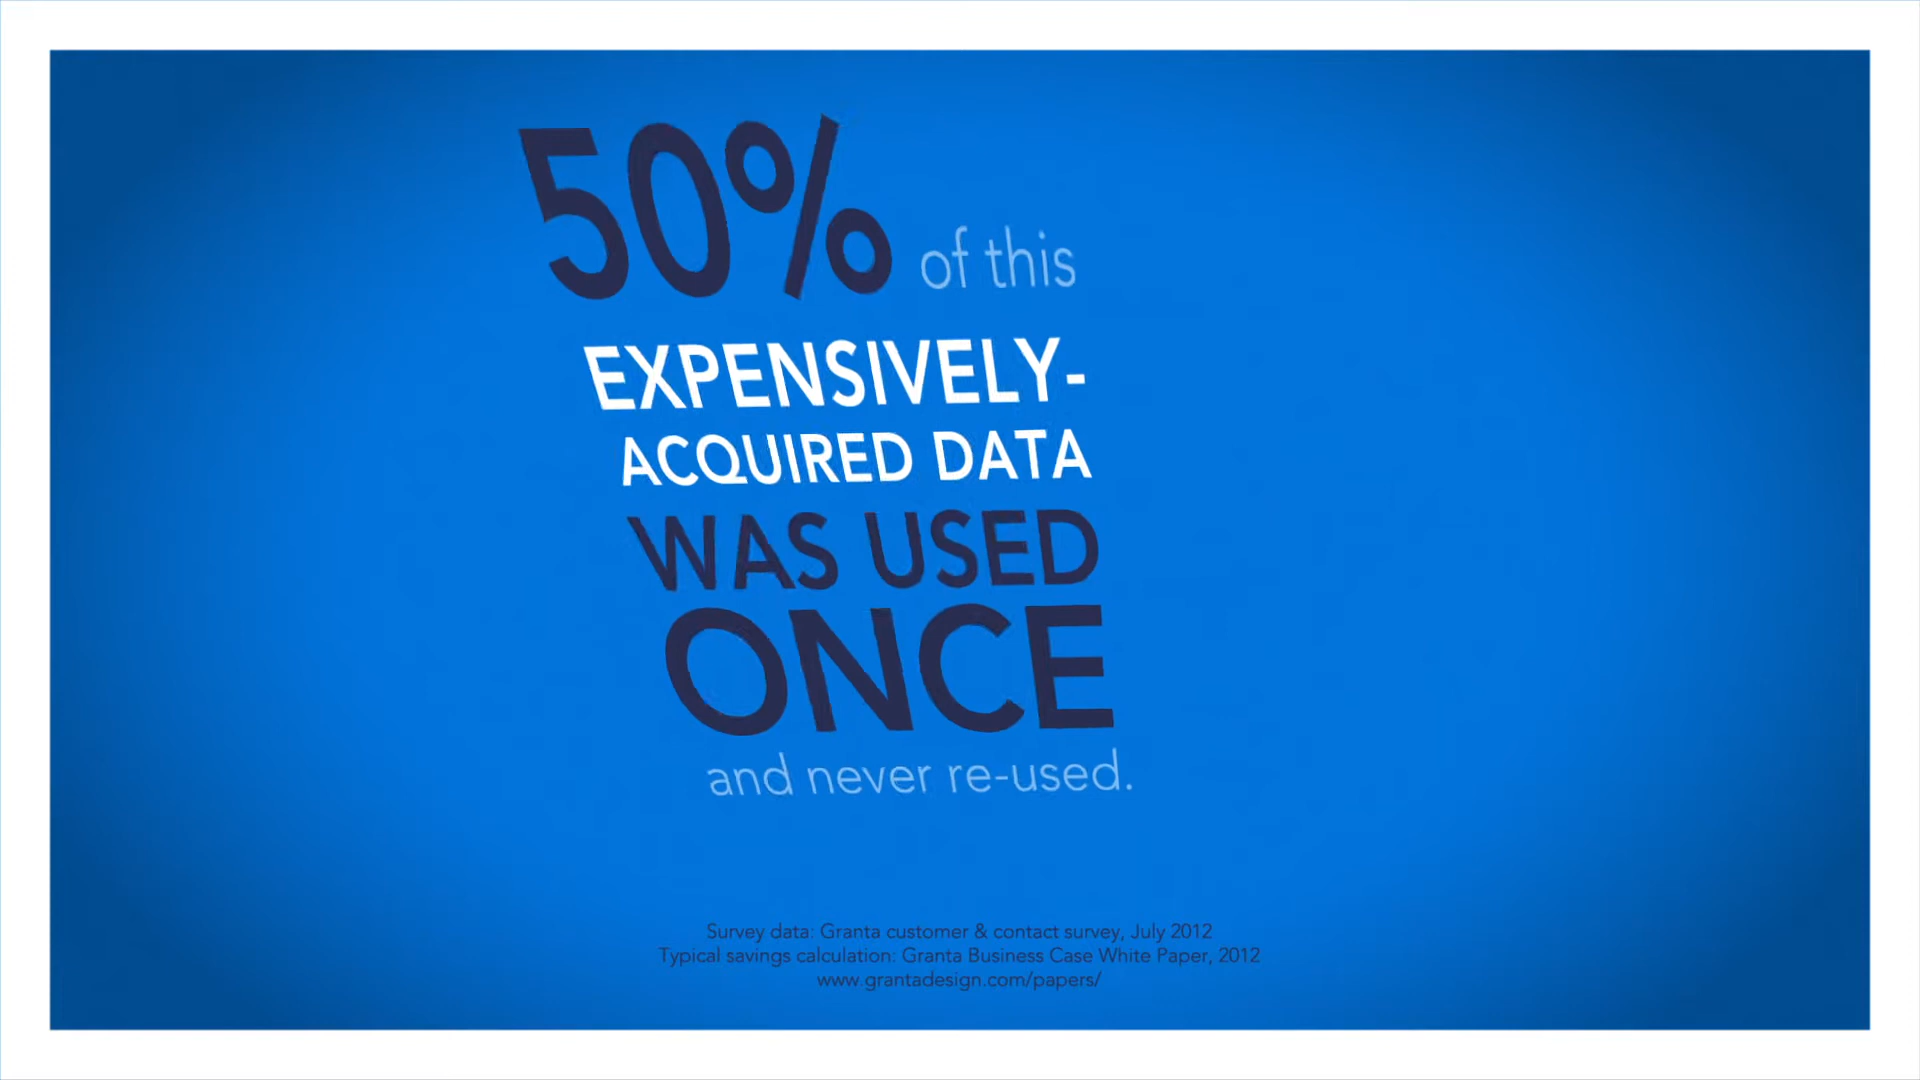 50% of this
EXPENSIVELY-
ACQUIRED DATA
WAS USED
ONCE
and never re-used.
Survey data: Granta customer & contact survey, July 2012
Typical savings calculation: Granta Business Case White Paper, 2012
www.grantadesign.com/papers/